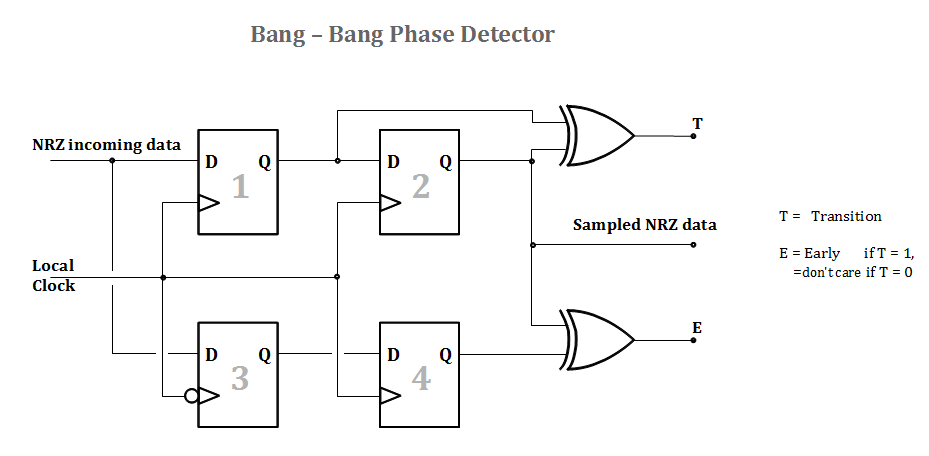 Bang – Bang Phase Detector
NRZ incoming data
D Q
1
D Q
2
T
Sampled NRZ data
T = Transition
E = Early if T = 1,
=don't care if T = 0
Local
Clock
D Q
3
D Q
4
E